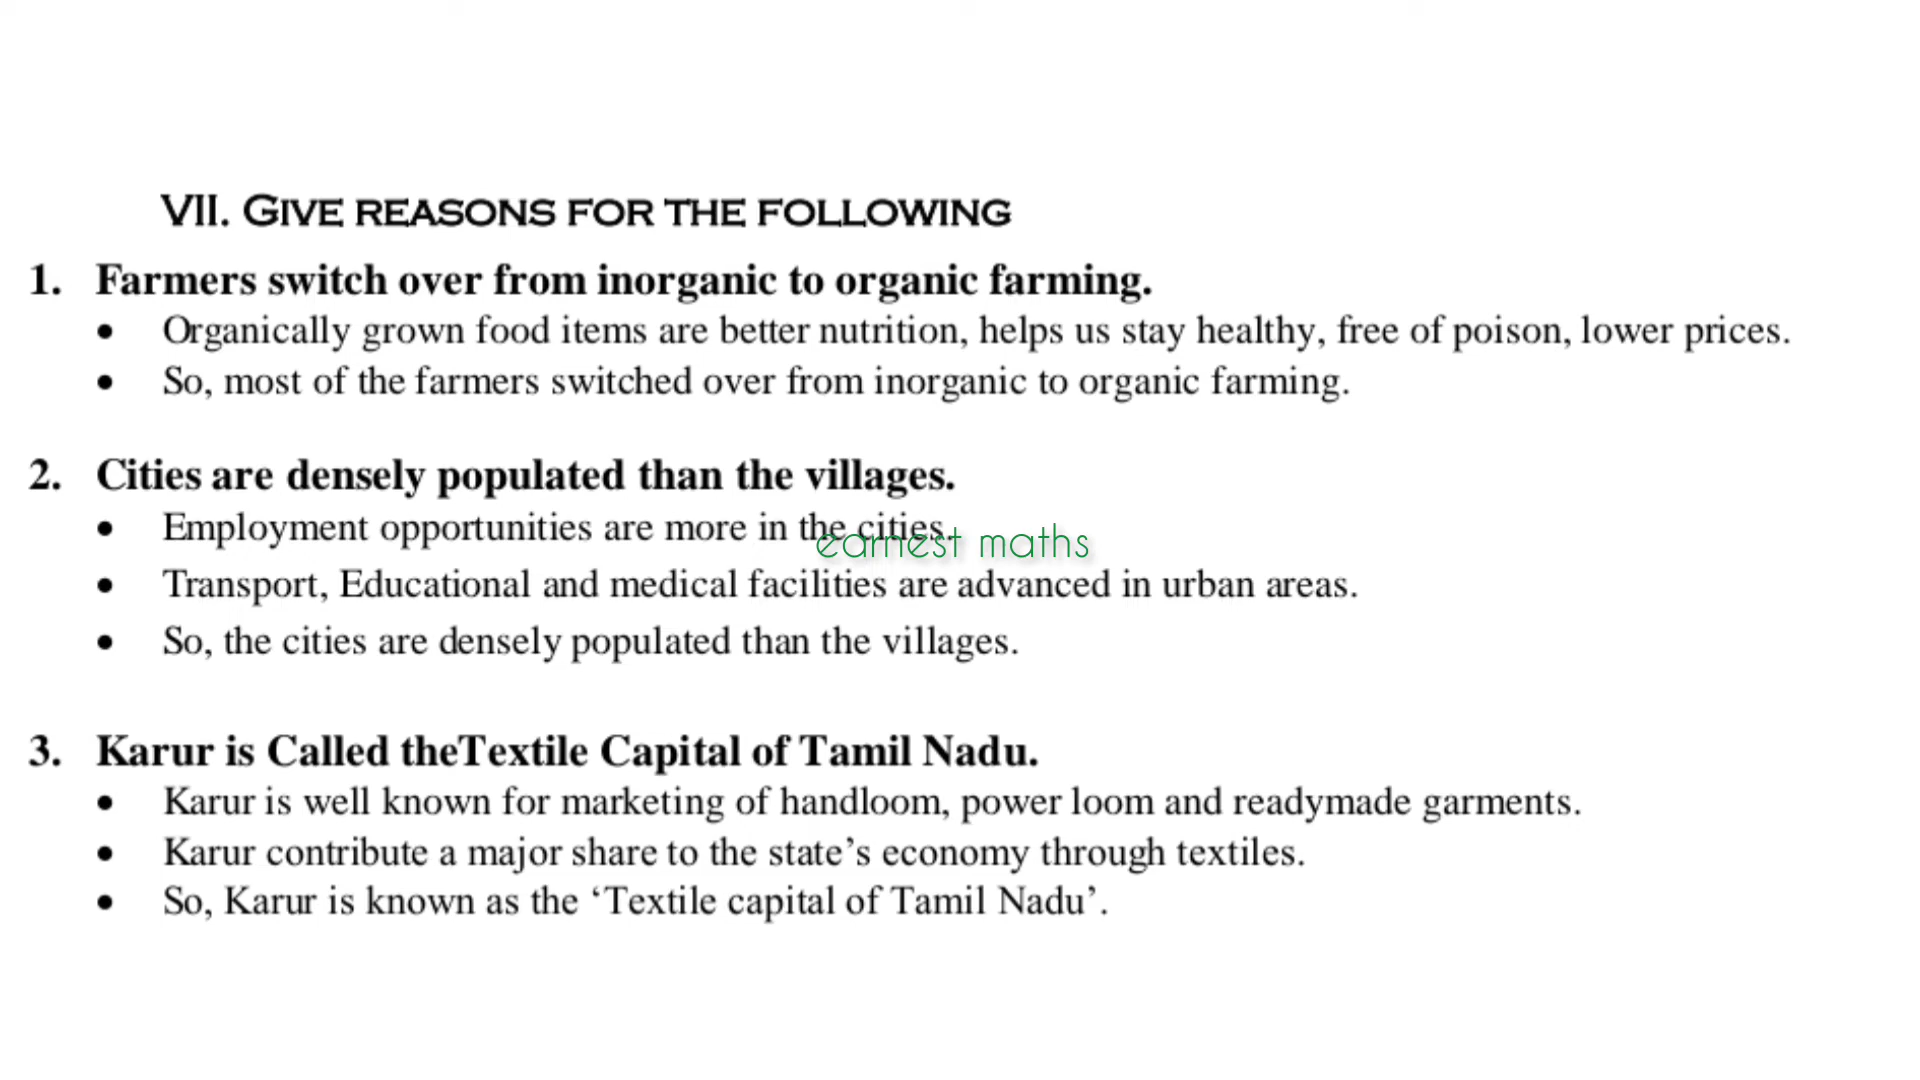 VII. GIVE REASONS FOR THE FOLLOWING
1. Farmers switch over from inorganic to organic farming.
• Organically grown food items are better nutrition, helps us stay healthy, free of poison, lower prices.
• So, most of the farmers switched over from inorganic to organic farming.
2. Cities are densely populated than the villages.
• Employment opportunities are more in the cities.
earnest maths
• Transport, Educational and medical facilities are advanced in urban areas.
• So, the cities are densely populated than the villages.
3. Karur is Called theTextile Capital of Tamil Nadu.
• Karur is well known for marketing of handloom, power loom and readymade garments.
• Karur contribute a major share to the state’s economy through textiles.
• So, Karur is known as the ‘Textile capital of Tamil Nadu’.